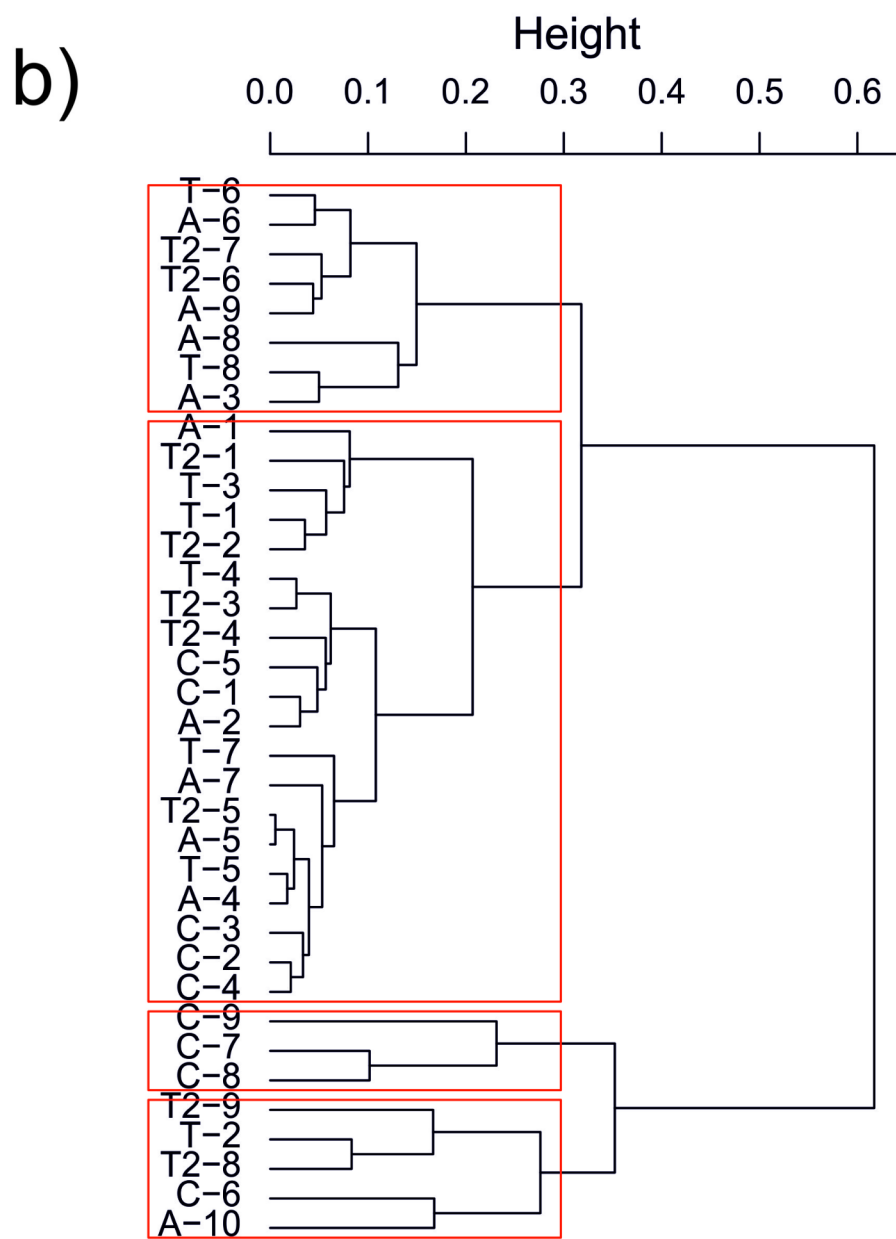 Height
b)
0.0 0.1 0.2 0.3 0.4 0.5 0.6
T−6
A−6
T2−7
T2−6
A−9
A−8
T−8
A−3
A−1
T2−1
T−3
T−1
T2−2
T−4
T2−3
T2−4
C−5
C−1
A−2
T−7
A−7
T2−5
A−5
T−5
A−4
C−3
C−2
C−4
C−9
C−7
C−8
T2−9
T−2
T2−8
C−6
A−10